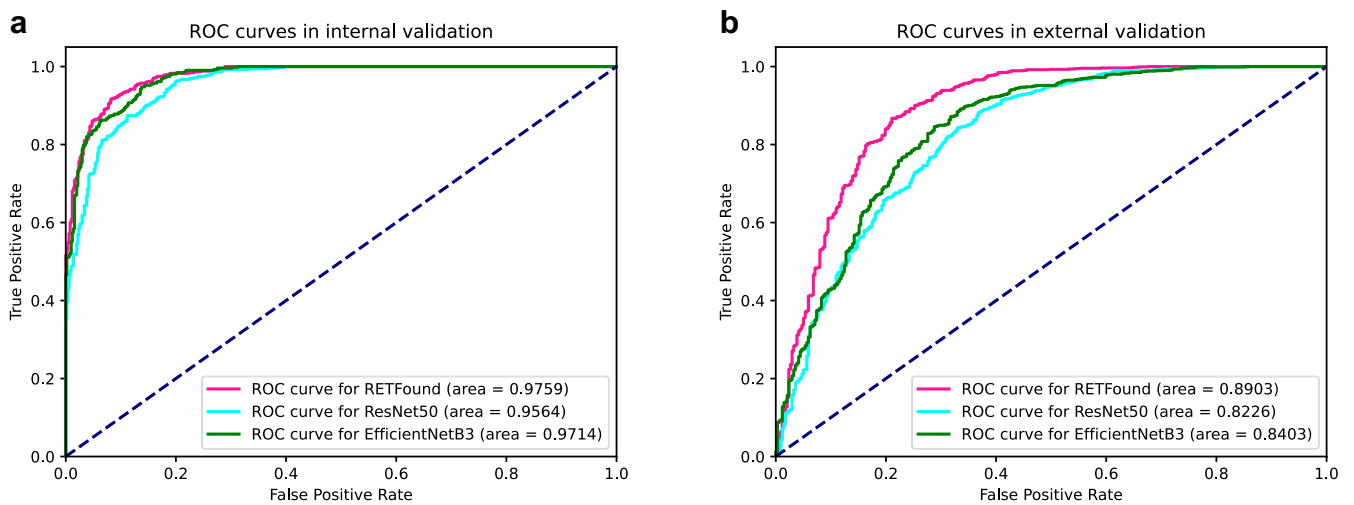 a
ROC curves in internal validation
True Positive Rate
1.0
0.8
0.6
0.4
0.2
0.0
ROC curve for RETFound (area = 0.9759)
ROC curve for ResNet50 (area = 0.9564)
ROC curve for EfficientNetB3 (area = 0.9714)
0.0 0.2 0.4 0.6 0.8 1.0
False Positive Rate
b
ROC curves in external validation
True Positive Rate
1.0
0.8
0.6
0.4
0.2
0.0
ROC curve for RETFound (area = 0.8903)
ROC curve for ResNet50 (area = 0.8226)
ROC curve for EfficientNetB3 (area = 0.8403)
0.0 0.2 0.4 0.6 0.8 1.0
False Positive Rate